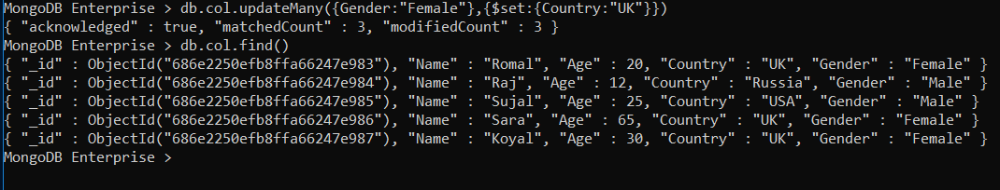 MongoDB Enterprise > db.col.updateMany({Gender:"Female"},{$set:{Country:"UK"}})
{ "acknowledged" : true, "matchedCount" : 3, "modifiedCount" : 3 }
MongoDB Enterprise > db.col.find()
{ "_id" : ObjectId("686e2250efb8ffa66247e983"), "Name" : "Romal", "Age" : 20, "Country" : "UK", "Gender" : "Female" }
{ "_id" : ObjectId("686e2250efb8ffa66247e984"), "Name" : "Raj", "Age" : 12, "Country" : "Russia", "Gender" : "Male" }
{ "_id" : ObjectId("686e2250efb8ffa66247e985"), "Name" : "Sujal", "Age" : 25, "Country" : "USA", "Gender" : "Male" }
{ "_id" : ObjectId("686e2250efb8ffa66247e986"), "Name" : "Sara", "Age" : 65, "Country" : "UK", "Gender" : "Female" }
{ "_id" : ObjectId("686e2250efb8ffa66247e987"), "Name" : "Koyal", "Age" : 30, "Country" : "UK", "Gender" : "Female" }
MongoDB Enterprise >